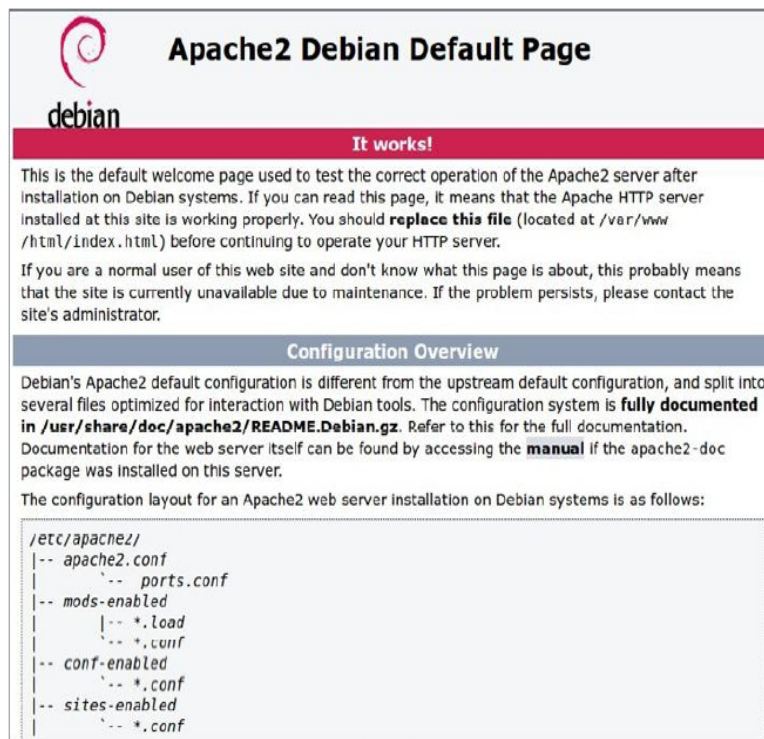 debian
Apache2 Debian Default Page
It works!
This is the default welcome page used to test the correct operation of the Apache2 server after
installation on Debian systems. If you can read this page, it means that the Apache HTTP server
installed at this site is working properly. You should replace this file (located at /var/www
/html/index.html) before continuing to operate your HTTP server.
If you are a normal user of this web site and don't know what this page is about, this probably means
that the site is currently unavailable due to maintenance. If the problem persists, please contact the
site's administrator.
Configuration Overview
Debian's Apache2 default configuration is different from the upstream default configuration, and split into
several files optimized for interaction with Debian tools. The configuration system is fully documented
in /usr/share/doc/apache2/README.Debian.gz. Refer to this for the full documentation.
Documentation for the web server itself can be found by accessing the manual if the apache2-doc
package was installed on this server.
The configuration layout for an Apache2 web server installation on Debian systems is as follows:
/etc/apache2/
|-- apache2.conf
|       `--  ports.conf
|-- mods-enabled
|       |-- *.load
|       `-- *.conf
|-- conf-enabled
|       `-- *.conf
|-- sites-enabled
|       `-- *.conf